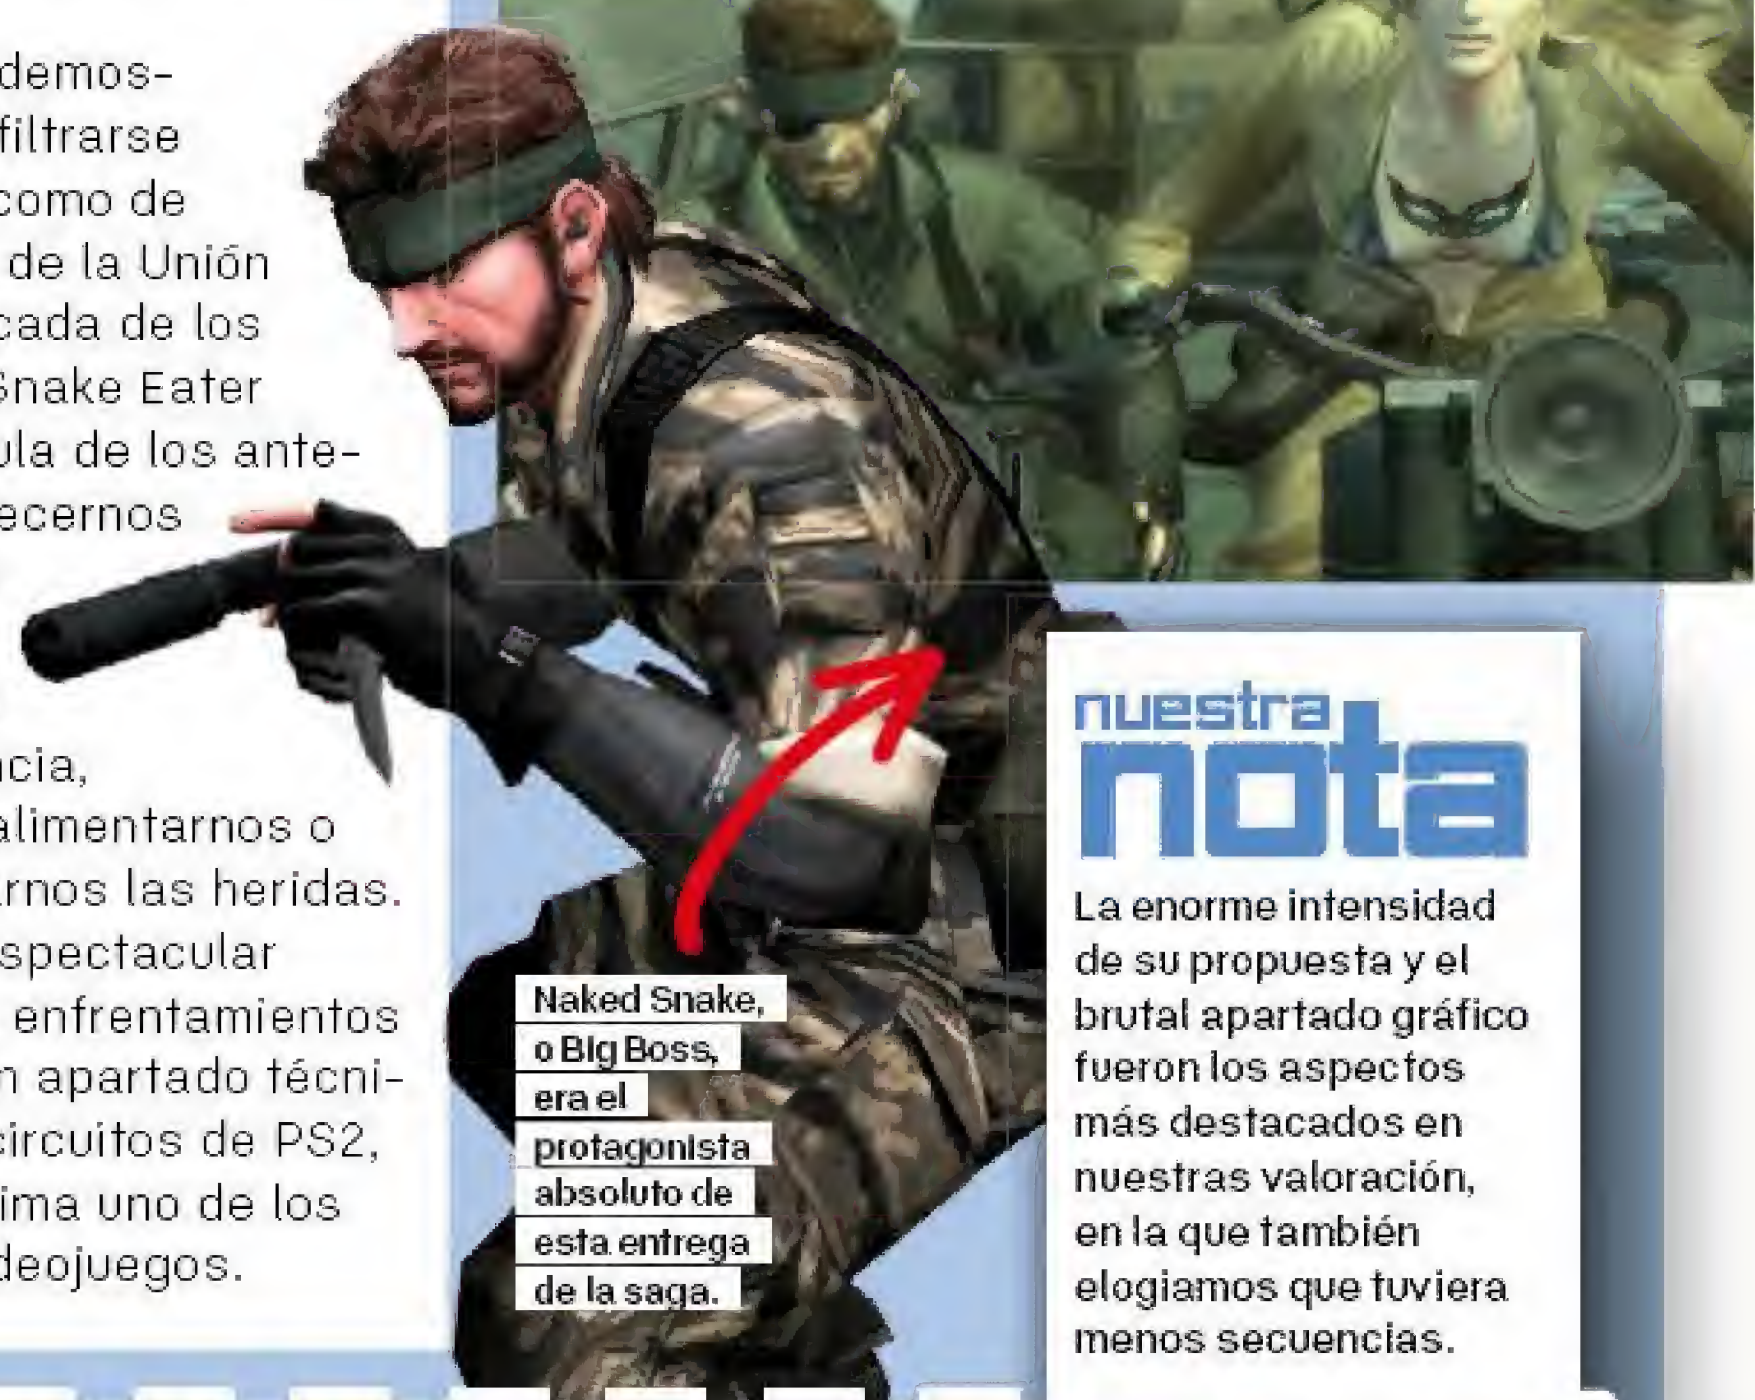 demos-
filtrarse
como de
de la Unión
cada de los
Snake Eater
ula de los ante-
ecernos
ncia,
alimentarnos o
rnos las heridas.
spectacular
enfrentamientos
n apartado técni-
circuitos de PS2,
ima uno de los
deojuegos.
Naked Snake,
o Big Boss,
era el
protagonista
absoluto de
esta entrega
de la saga.
nuestra
nota
La enorme intensidad
de su propuesta y el
brutal apartado gráfico
fueron los aspectos
más destacados en
nuestras valoración,
en la que también
elogiamos que tuviera
menos secuencias.